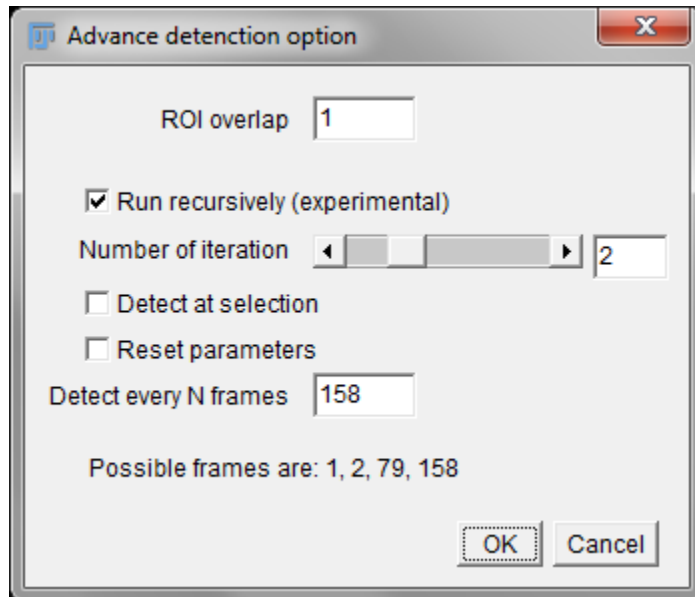 Advance detenction option
ROI overlap 1
Run recursively (experimental)
Number of iteration 2
Detect at selection
Reset parameters
Detect every N frames 158
Possible frames are: 1, 2, 79, 158
OK Cancel